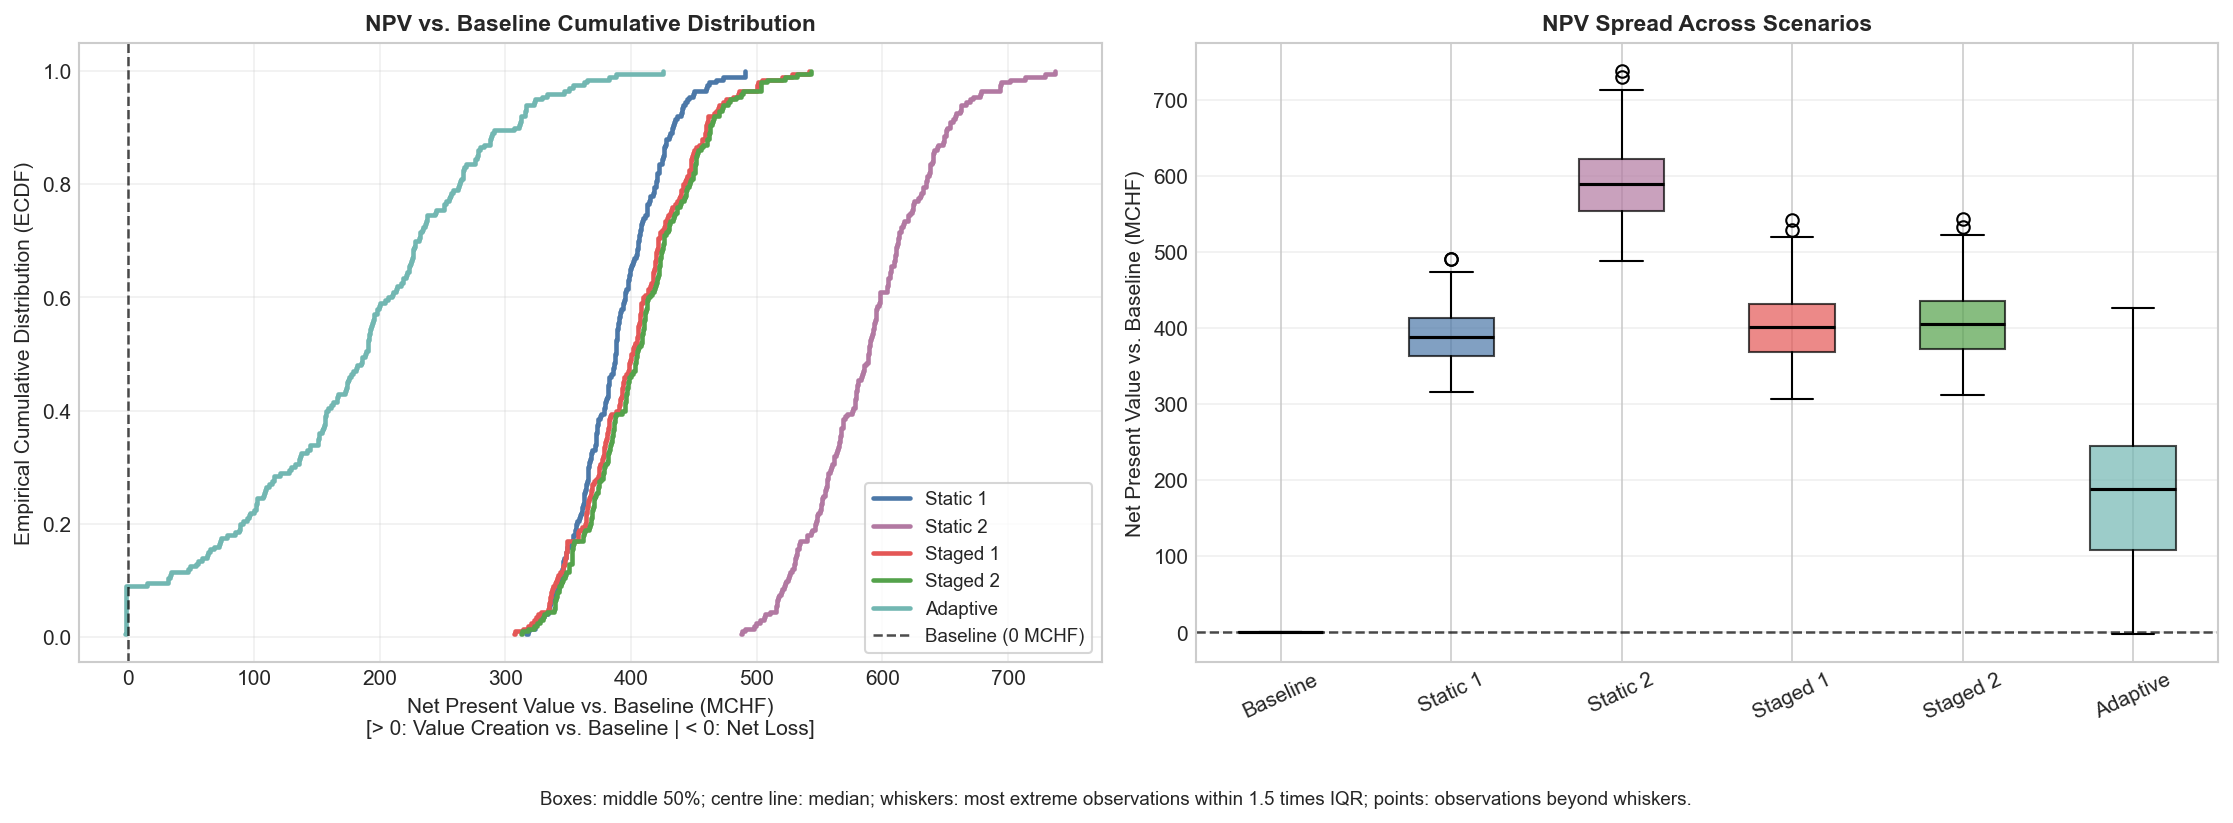 NPV vs. Baseline Cumulative Distribution
Empirical Cumulative Distribution (ECDF)
1.0
0.8
0.6
0.4
0.2
0.0
0 100 200 300 400 500 600 700
Static 1
Static 2
Staged 1
Staged 2
Adaptive
Baseline (0 MCHF)
Net Present Value vs. Baseline (MCHF)
[> 0: Value Creation vs. Baseline | < 0: Net Loss]
NPV Spread Across Scenarios
Net Present Value vs. Baseline (MCHF)
700
600
500
400
300
200
100
0
Baseline Static 1 Static 2 Staged 1 Staged 2 Adaptive
Boxes: middle 50%; centre line: median; whiskers: most extreme observations within 1.5 times IQR; points: observations beyond whiskers.